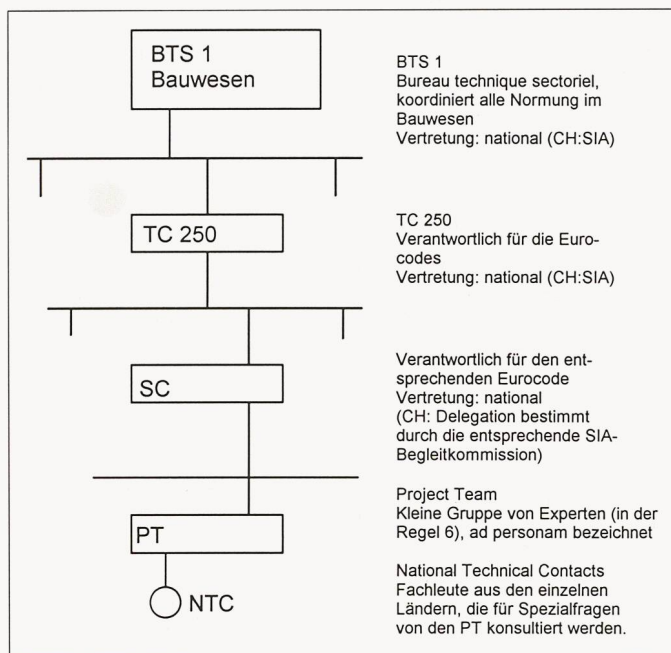 BTS 1
Bauwesen
BTS 1
Bureau technique sectoriel,
koordiniert alle Normung im
Bauwesen
Vertretung: national (CH:SIA)
TC 250
TC 250
Verantwortlich für die Euro-
codes
Vertretung: national (CH:SIA)
SC
Verantwortlich für den ent-
sprechenden Eurocode
Vertretung: national
(CH: Delegation bestimmt
durch die entsprechende SIA-
Begleitkommission)
PT
Project Team
Kleine Gruppe von Experten (in der
Regel 6), ad personam bezeichnet
NTC
National Technical Contacts
Fachleute aus den einzelnen
Ländern, die für Spezialfragen
von den PT konsultiert werden.